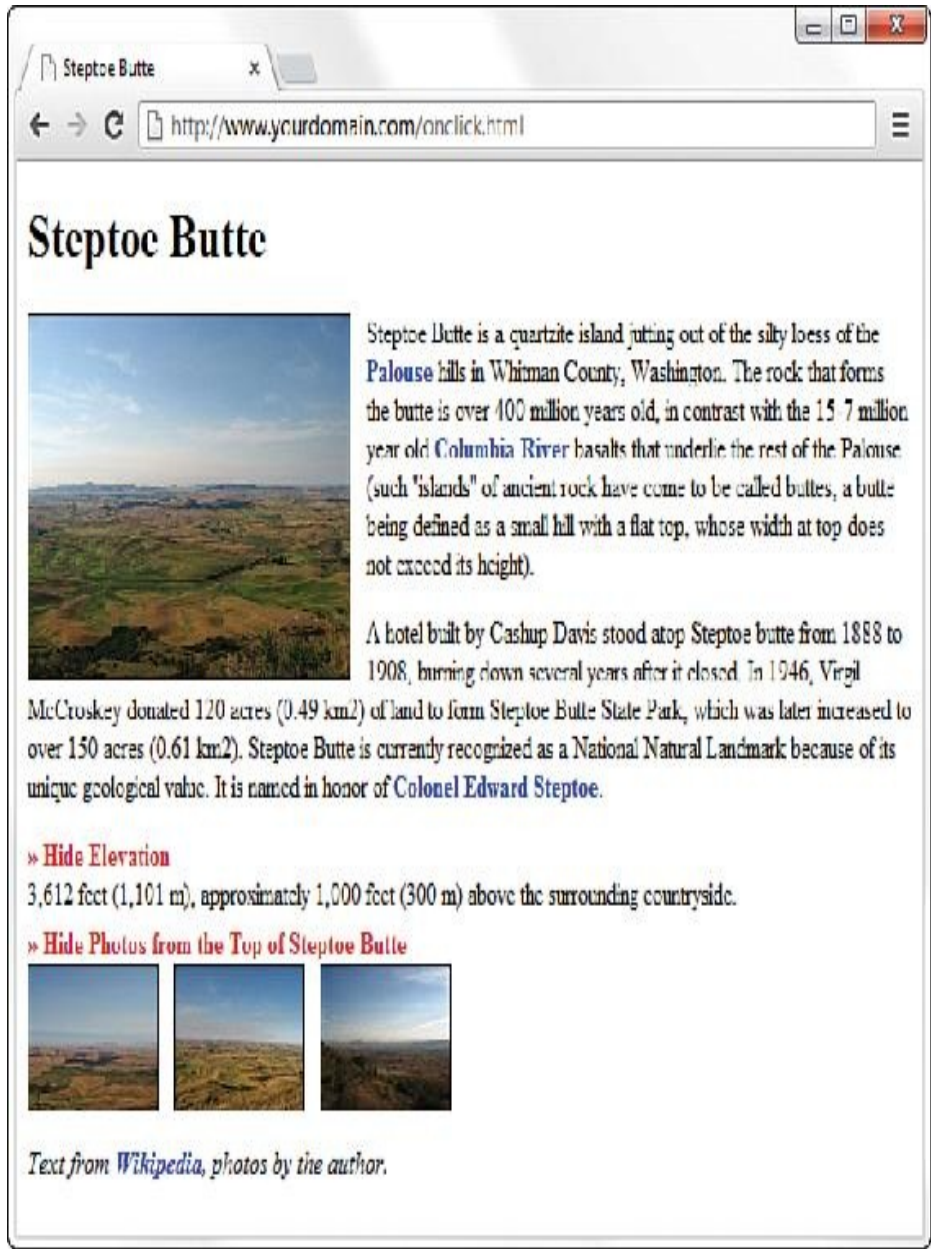 Steptoe Butte
http://www.yourdomain.com/onclick.html
Steptoe Butte
Steptoe Butte is a quartzite island jutting out of the silty loess of the
Palouse hills in Whitman County, Washington. The rock that forms
the butte is over 400 million years old, in contrast with the 15-7 million
year old Columbia River basalts that underlie the rest of the Palouse
(such "islands" of ancient rock have come to be called buttes, a butte
being defined as a small hill with a flat top, whose width at top does
not exceed its height).
A hotel built by Cashup Davis stood atop Steptoe butte from 1888 to
1908, burning down several years after it closed. In 1946, Virgil
McCroskey donated 120 acres (0.49 km2) of land to form Steptoe Butte State Park, which was later increased to
over 150 acres (0.61 km2). Steptoe Butte is currently recognized as a National Natural Landmark because of its
unique geological value. It is named in honor of Colonel Edward Steptoe.
» Hide Elevation
3,612 feet (1,101 m), approximately 1,000 feet (300 m) above the surrounding countryside.
» Hide Photos from the Top of Steptoe Butte
Text from Wikipedia, photos by the author.